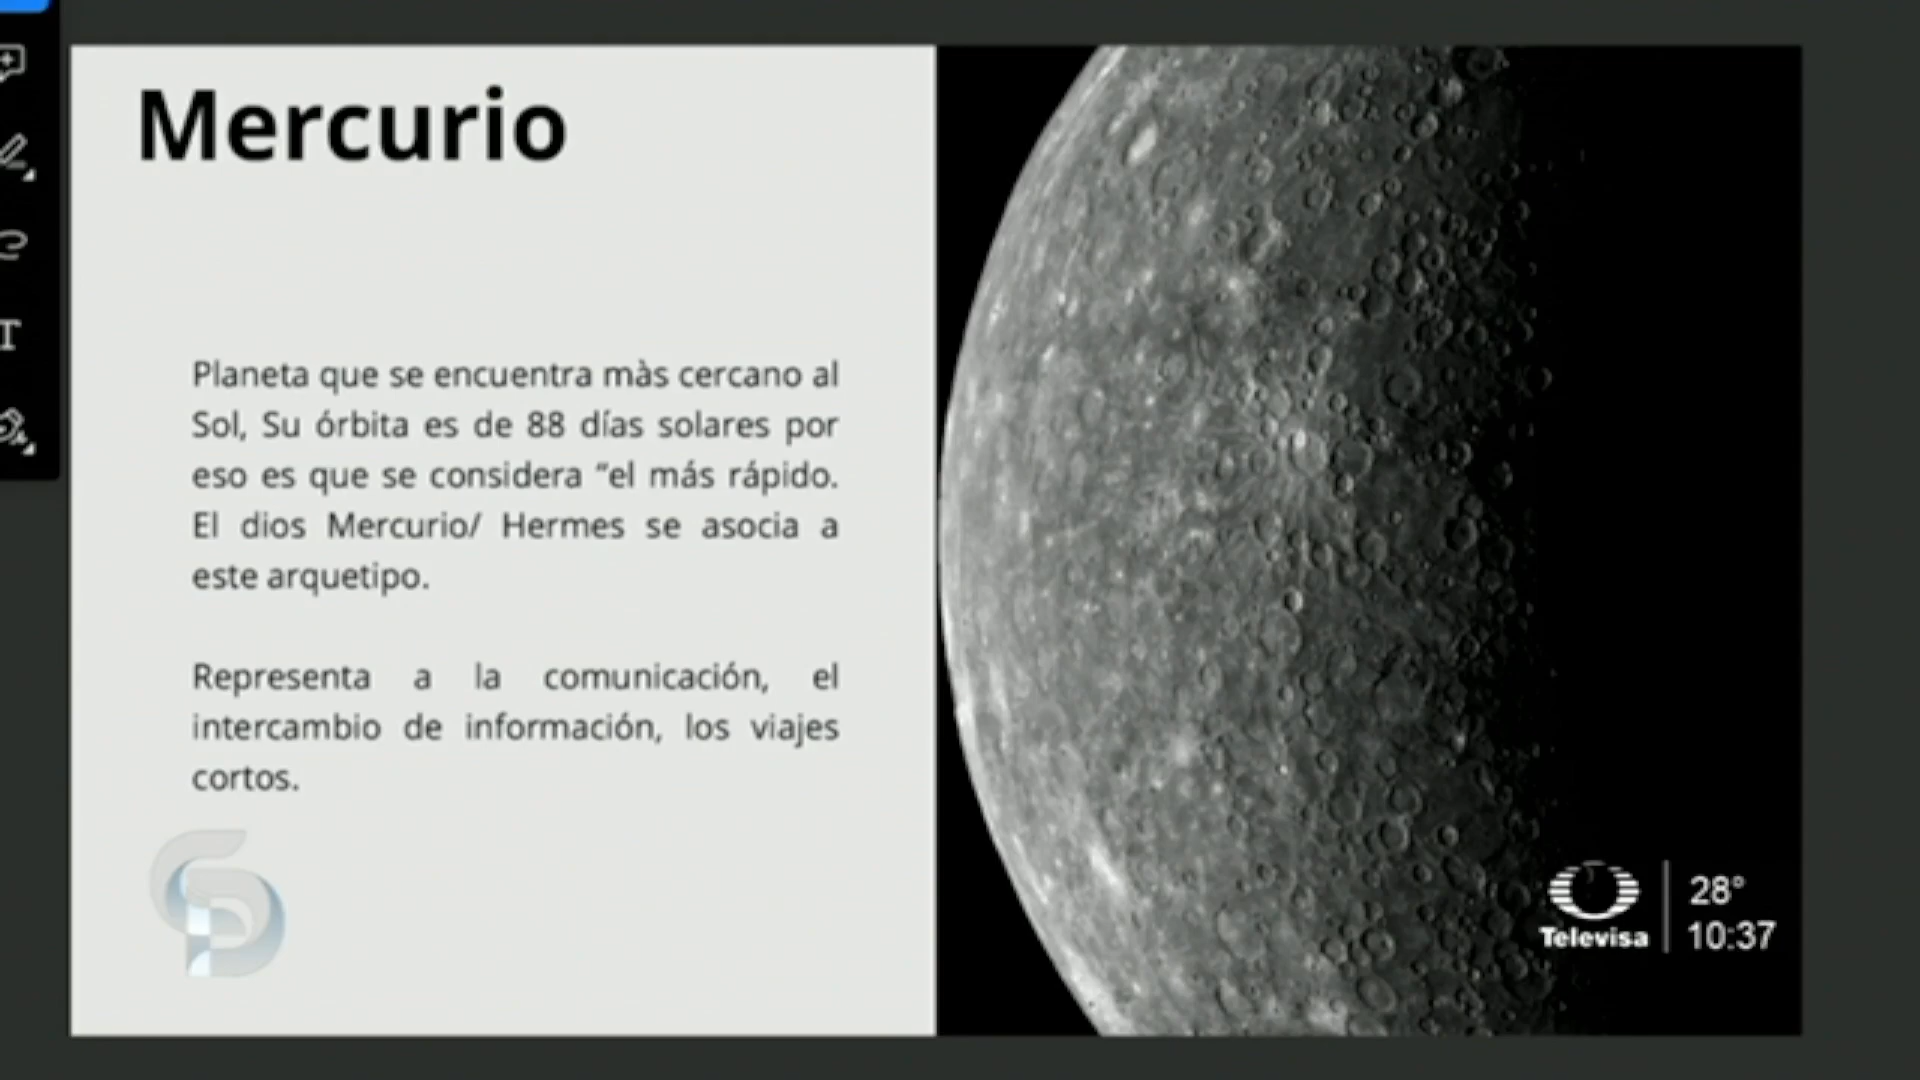 Mercurio
Planeta que se encuentra màs cercano al
Sol, Su órbita es de 88 días solares por
eso es que se considera “el más rápido.
El dios Mercurio/ Hermes se asocia a
este arquetipo.
Representa a la comunicación, el
intercambio de información, los viajes
cortos.
Televisa
28°
10:37